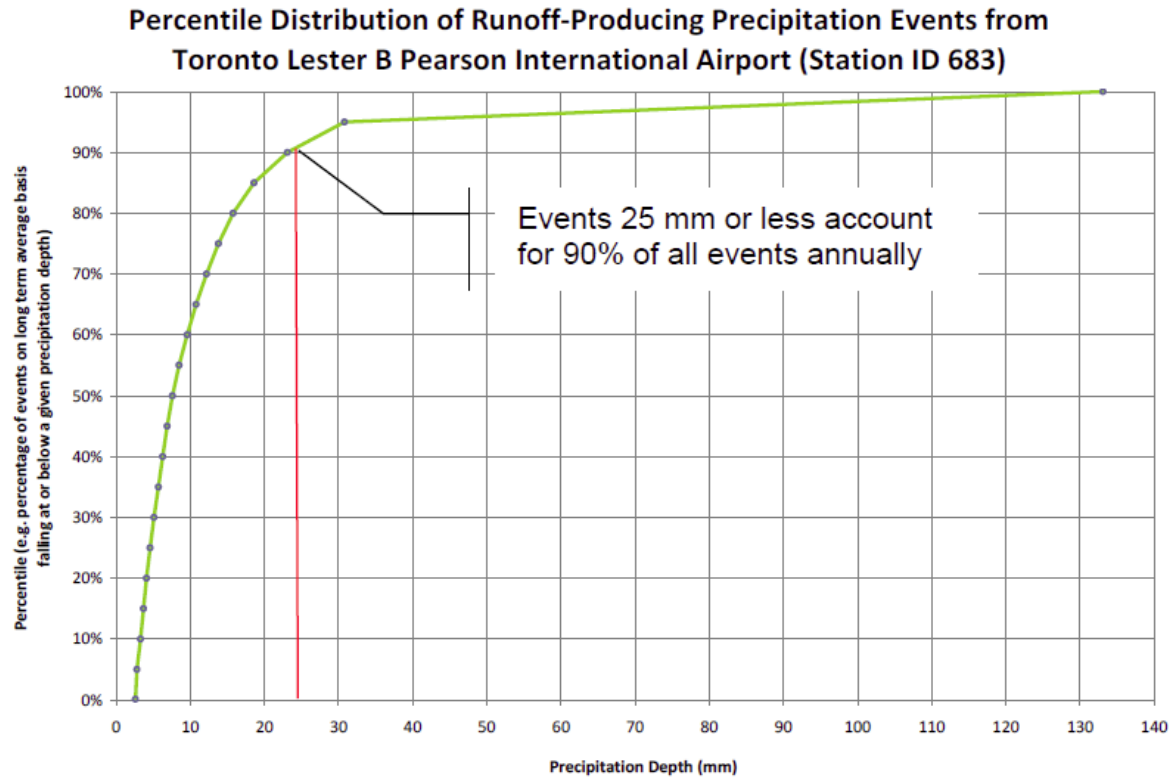 Percentile Distribution of Runoff-Producing Precipitation Events from
Toronto Lester B Pearson International Airport (Station ID 683)
Percentile (e.g. percentage of events on long term average basis
falling at or below a given precipitation depth)
100%
90%
80%
70%
60%
50%
40%
30%
20%
10%
0%
Events 25 mm or less account
for 90% of all events annually
0 10 20 30 40 50 60 70 80 90 100 110 120 130 140
Precipitation Depth (mm)